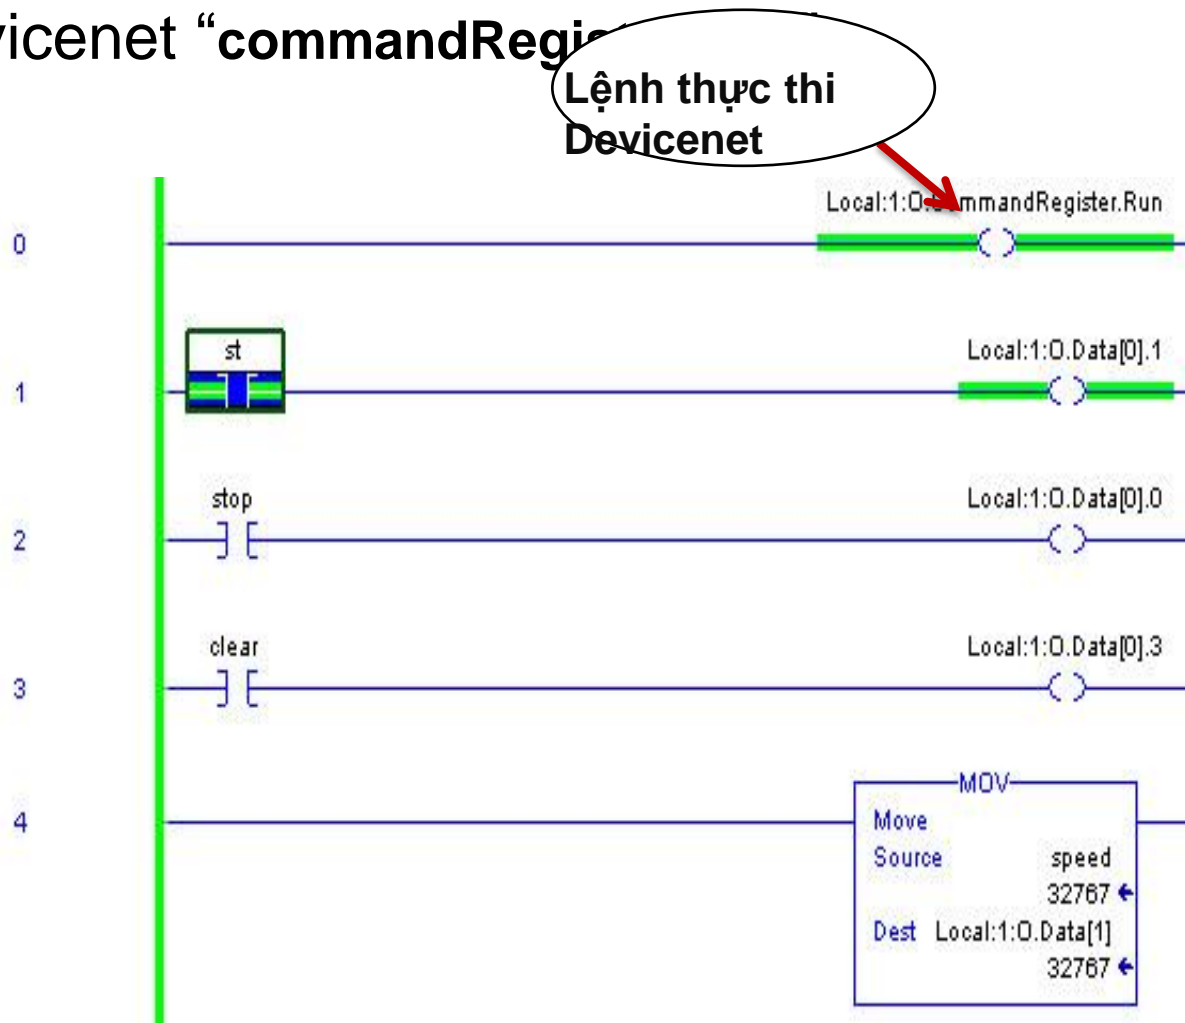 vicenet “commandRegis
Lệnh thực thi
Devicenet
Local:1:O.CommandRegister.Run
0
st
Local:1:O.Data[0].1
1
stop
Local:1:O.Data[0].0
2
clear
Local:1:O.Data[0].3
3
MOV
4
Move
Source speed
32767
Dest Local:1:O.Data[1]
32767